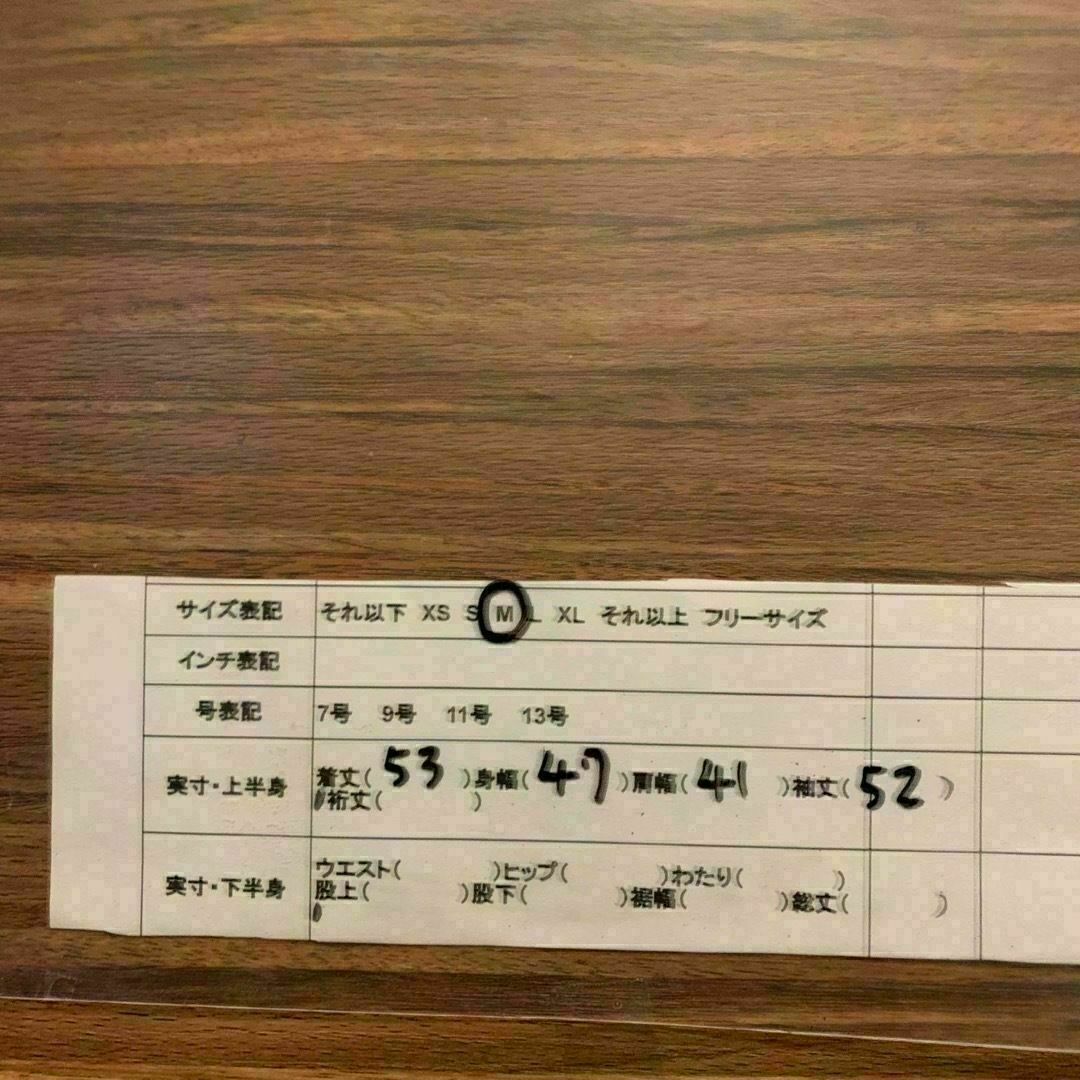 サイズ表記 それ以下 XS S M L XL それ以上 フリーサイズ
インチ表記
号表記 7号 9号 11号 13号
実寸・上半身 着丈( 53 )身幅( 47 )肩幅( 41 )袖丈( 52 )
裄丈( )
実寸・下半身 ウエスト( )ヒップ( )わたり( )
股上( )股下( )裾幅( )総丈( )